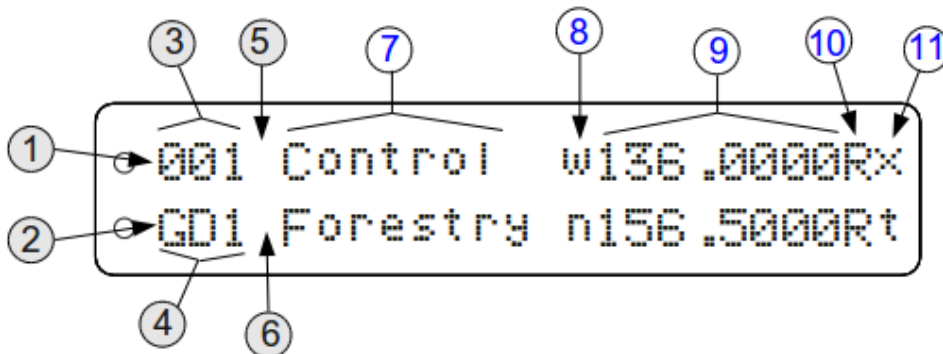 3 5 7 8 9 10 11
1 001 Control w136.0000Rx
2 GD1 Forestry n156.5000Rt
4 6